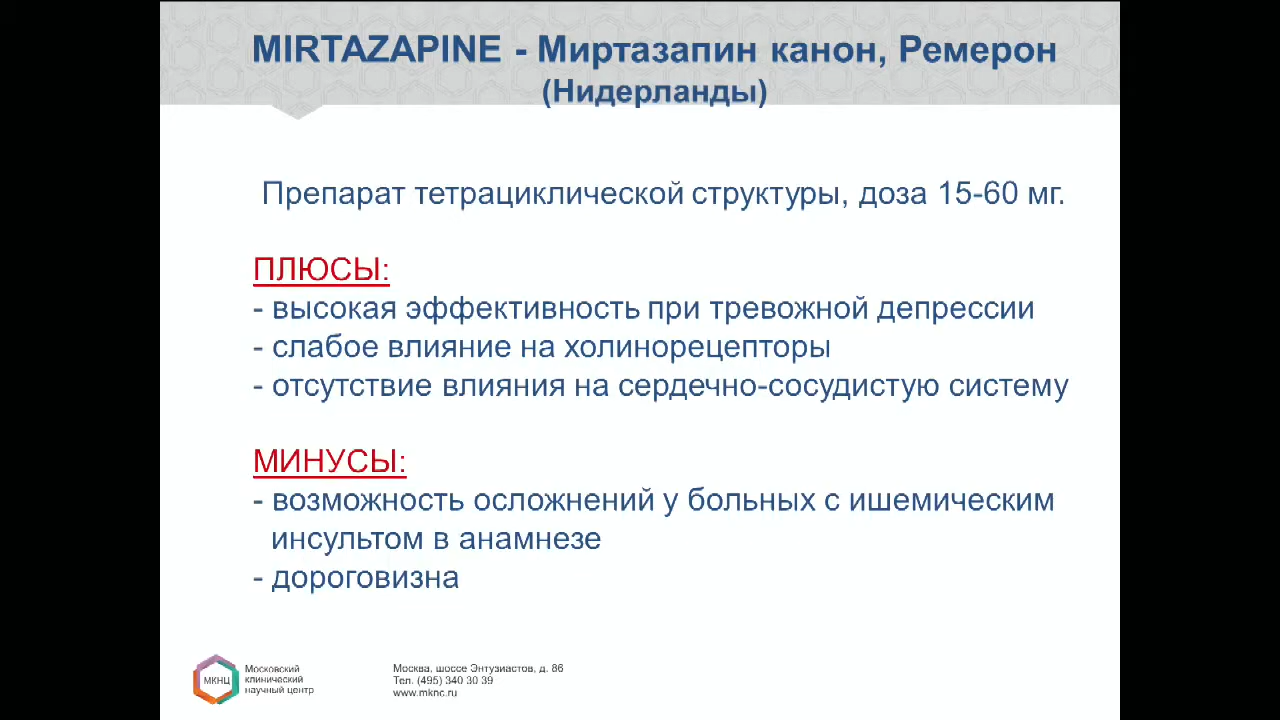 MIRTAZAPINE - Миртазапин канон, Ремерон
(Нидерланды)
Препарат тетрациклической структуры, доза 15-60 мг.
ПЛЮСЫ:
- высокая эффективность при тревожной депрессии
- слабое влияние на холинорецепторы
- отсутствие влияния на сердечно-сосудистую систему
МИНУСЫ:
- возможность осложнений у больных с ишемическим
инсультом в анамнезе
- дороговизна
МКНЦ
Московский
клинический
научный центр
Москва, шоссе Энтузиастов, д. 86
Тел. (495) 340 30 39
www.mknc.ru